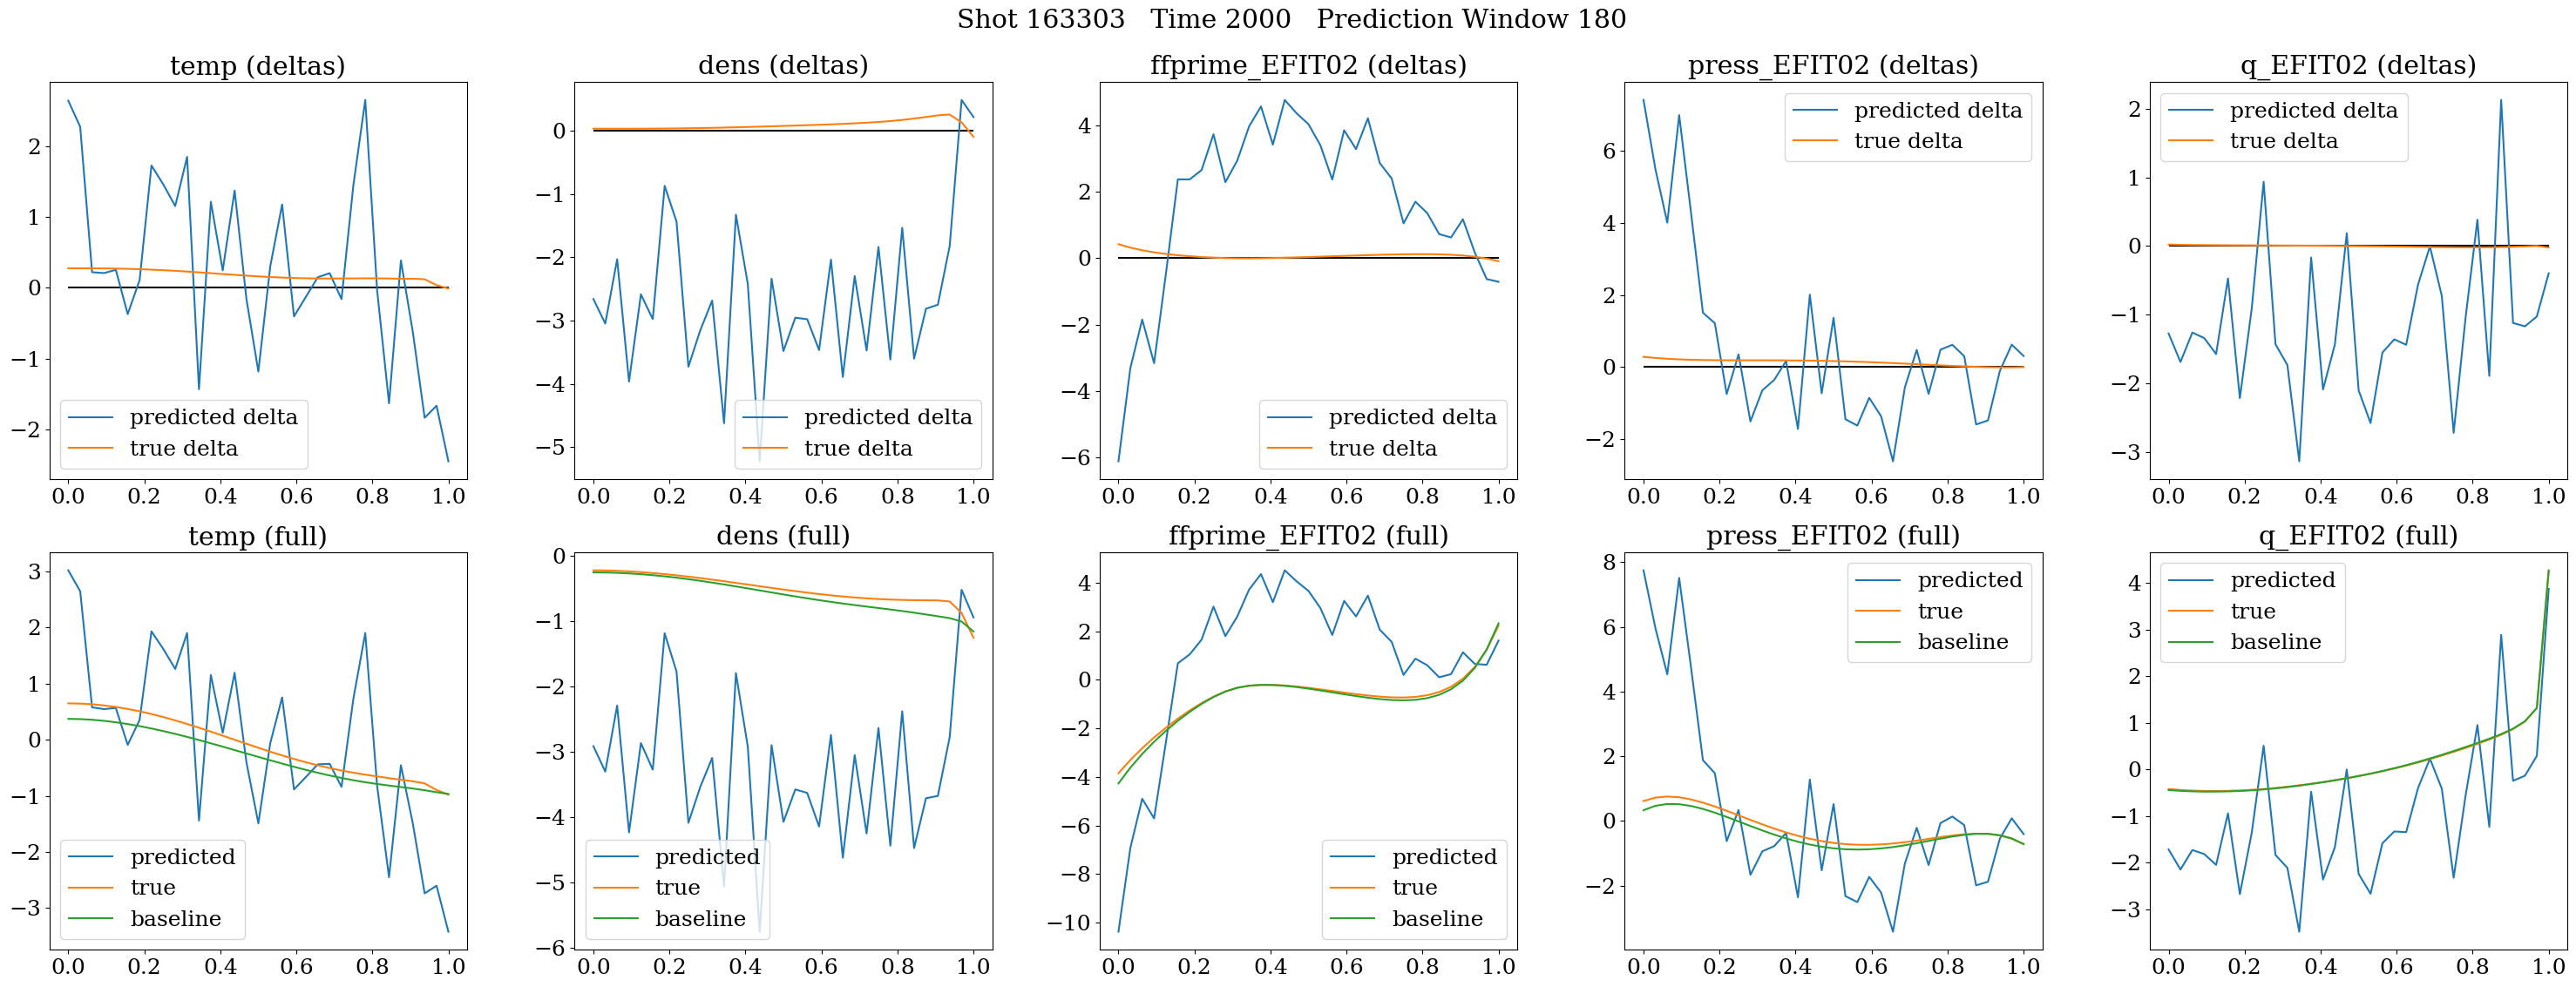 Shot 163303   Time 2000   Prediction Window 180
temp (deltas)
2
1
0
−1
−2
predicted delta
true delta
0.0 0.2 0.4 0.6 0.8 1.0
dens (deltas)
0
−1
−2
−3
−4
−5
predicted delta
true delta
0.0 0.2 0.4 0.6 0.8 1.0
ffprime_EFIT02 (deltas)
4
2
0
−2
−4
−6
predicted delta
true delta
0.0 0.2 0.4 0.6 0.8 1.0
press_EFIT02 (deltas)
6
4
2
0
−2
predicted delta
true delta
0.0 0.2 0.4 0.6 0.8 1.0
q_EFIT02 (deltas)
2
1
0
−1
−2
−3
predicted delta
true delta
0.0 0.2 0.4 0.6 0.8 1.0
temp (full)
3
2
1
0
−1
−2
−3
predicted
true
baseline
0.0 0.2 0.4 0.6 0.8 1.0
dens (full)
0
−1
−2
−3
−4
−5
−6
predicted
true
baseline
0.0 0.2 0.4 0.6 0.8 1.0
ffprime_EFIT02 (full)
4
2
0
−2
−4
−6
−8
−10
predicted
true
baseline
0.0 0.2 0.4 0.6 0.8 1.0
press_EFIT02 (full)
8
6
4
2
0
−2
predicted
true
baseline
0.0 0.2 0.4 0.6 0.8 1.0
q_EFIT02 (full)
4
3
2
1
0
−1
−2
−3
predicted
true
baseline
0.0 0.2 0.4 0.6 0.8 1.0